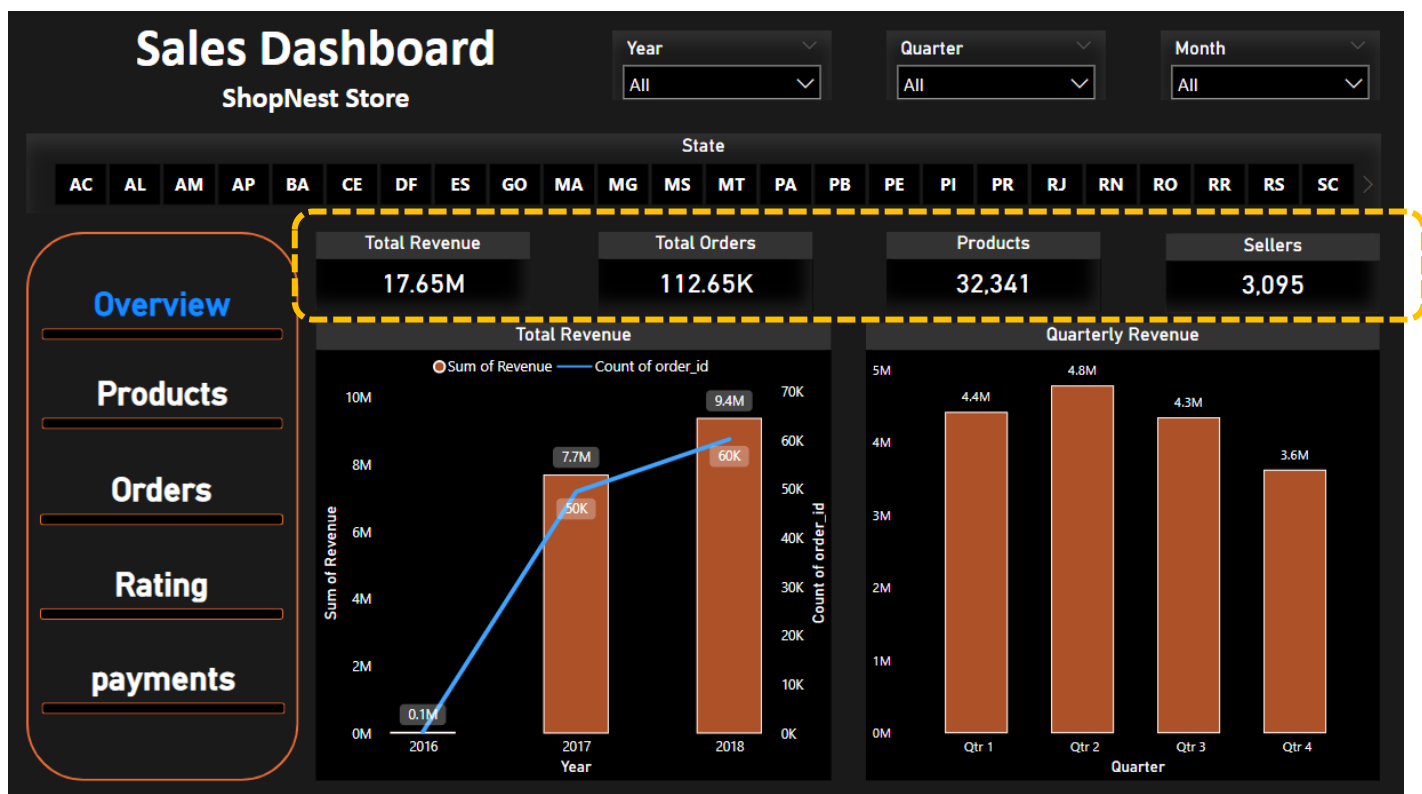 Sales Dashboard
ShopNest Store
Year
All
Quarter
All
Month
All
State
AC AL AM AP BA CE DF ES GO MA MG MS MT PA PB PE PI PR RJ RN RO RR RS SC
Overview
Products
Orders
Rating
payments
Total Revenue
17.65M
Total Orders
112.65K
Products
32,341
Sellers
3,095
Total Revenue
Sum of Revenue Count of order_id
10M
8M
6M
4M
2M
0M
Sum of Revenue
0.1M
7.7M
50K
9.4M
60K
70K
60K
50K
40K
30K
20K
10K
0K
Count of order_id
2016 2017 2018
Year
Quarterly Revenue
5M
4M
3M
2M
1M
0M
4.4M
4.8M
4.3M
3.6M
Qtr 1 Qtr 2 Qtr 3 Qtr 4
Quarter